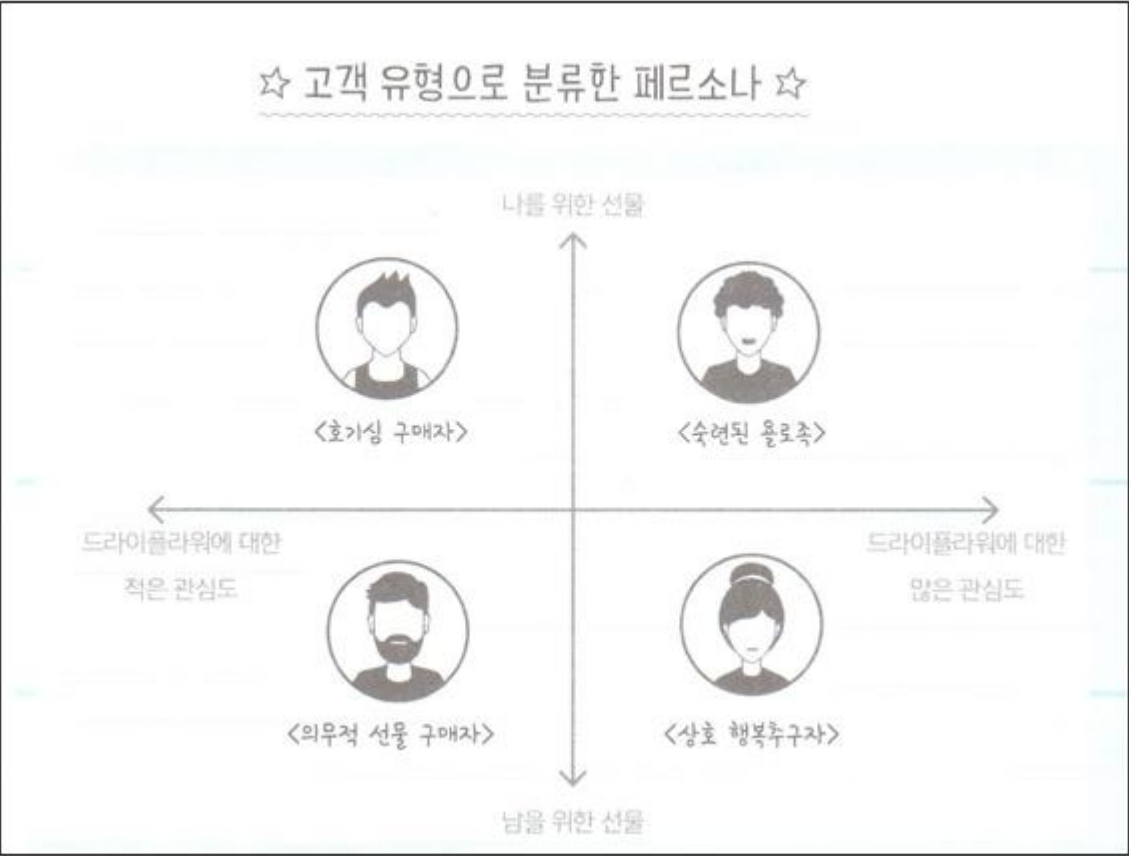 ☆ 고객 유형으로 분류한 페르소나 ☆
나를 위한 선물
<호기심 구매자>
<숙련된 욜로족>
드라이플라워에 대한
적은 관심도
드라이플라워에 대한
많은 관심도
<의무적 선물 구매자>
<상호 행복추구자>
남을 위한 선물